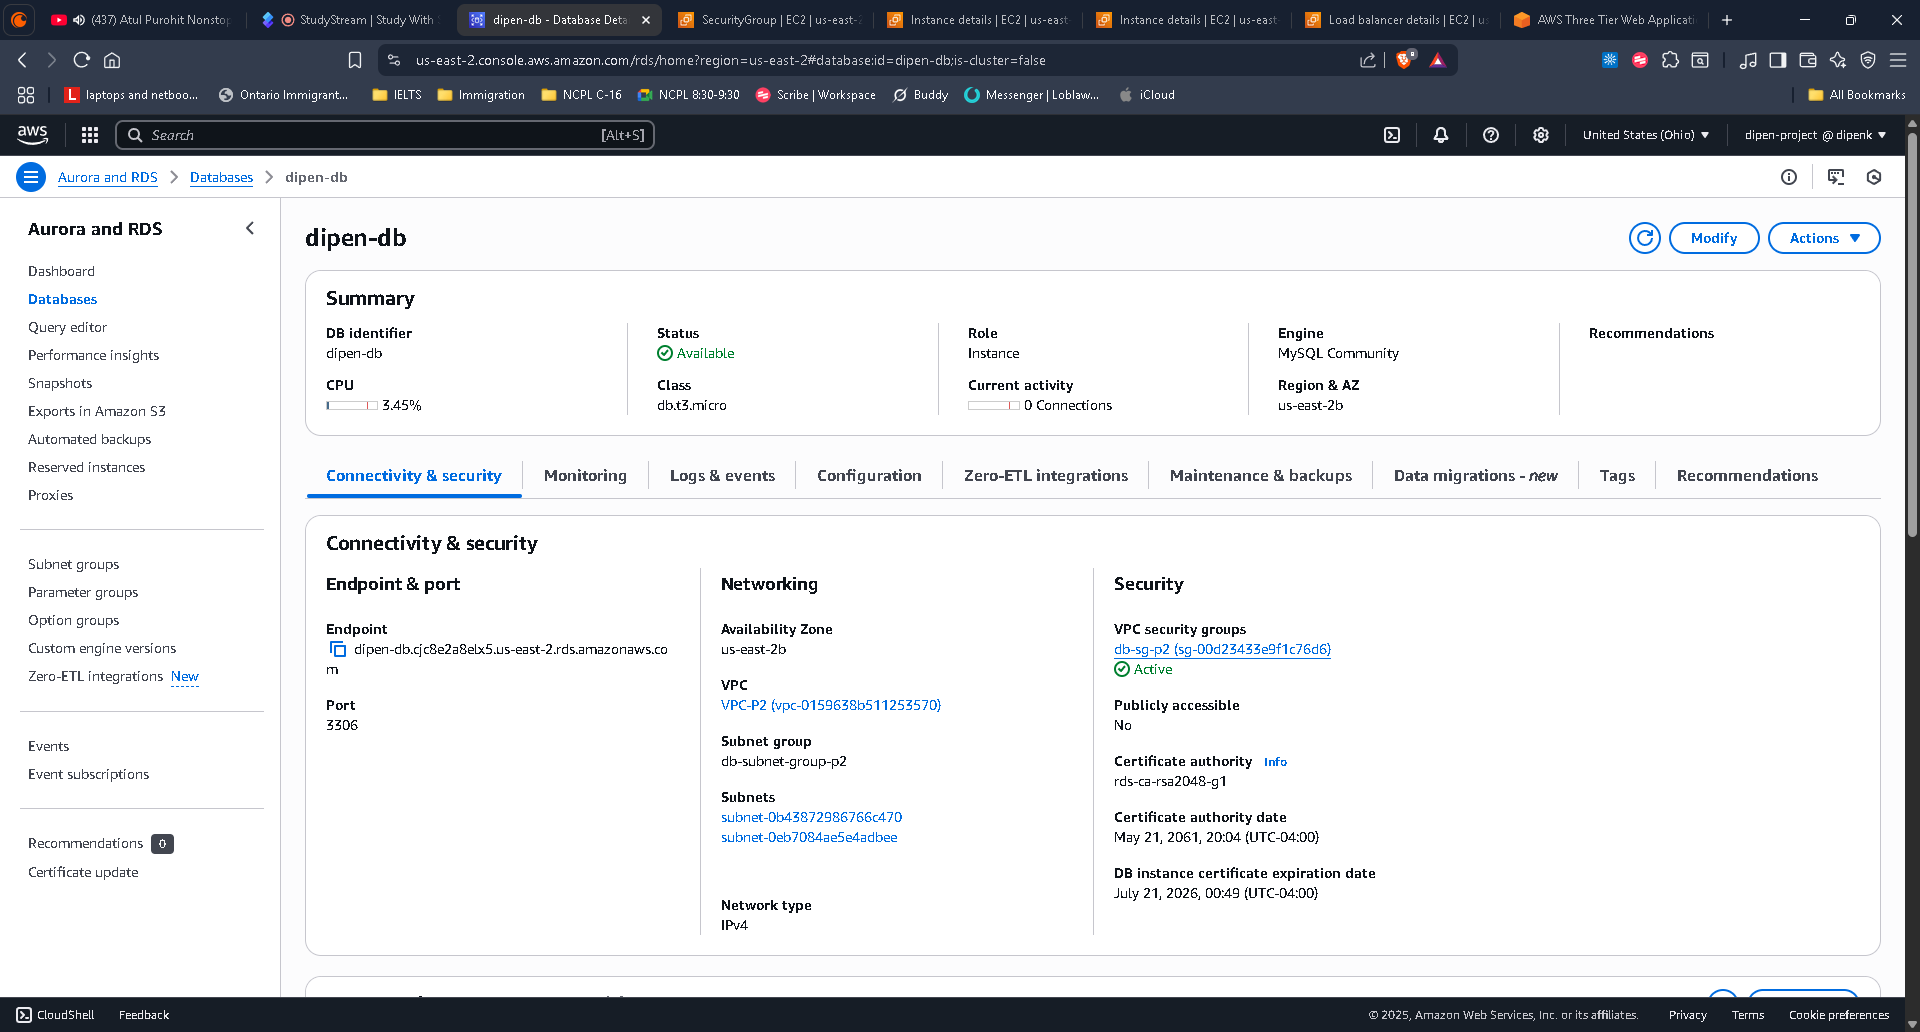 (437) Atul Purohit Nonstop
StudyStream | Study With
dipen-db - Database Deta
SecurityGroup | EC2 | us-east-2
Instance details | EC2 | us-east-
Instance details | EC2 | us-east-
Load balancer details | EC2 | us
AWS Three Tier Web Applicati
us-east-2.console.aws.amazon.com/rds/home?region=us-east-2#database:id=dipen-db;is-cluster=false
laptops and netboo...
Ontario Immigrant...
IELTS
Immigration
NCPL C-16
NCPL 8:30-9:30
Scribe | Workspace
Buddy
Messenger | Loblaw...
iCloud
All Bookmarks
aws
Search
[Alt+S]
United States (Ohio)
dipen-project @ dipenk
Aurora and RDS
Databases
dipen-db
Aurora and RDS
Dashboard
Databases
Query editor
Performance insights
Snapshots
Exports in Amazon S3
Automated backups
Reserved instances
Proxies
Subnet groups
Parameter groups
Option groups
Custom engine versions
Zero-ETL integrations New
Events
Event subscriptions
Recommendations 0
Certificate update
dipen-db
Modify
Actions
Summary
DB identifier
dipen-db
Status
Available
Role
Instance
Engine
MySQL Community
Recommendations
CPU
3.45%
Class
db.t3.micro
Current activity
0 Connections
Region & AZ
us-east-2b
Connectivity & security
Monitoring
Logs & events
Configuration
Zero-ETL integrations
Maintenance & backups
Data migrations - new
Tags
Recommendations
Connectivity & security
Endpoint & port
Endpoint
dipen-db.cjc8e2a8elx5.us-east-2.rds.amazonaws.co
m
Port
3306
Networking
Availability Zone
us-east-2b
VPC
VPC-P2 (vpc-0159638b511253570)
Subnet group
db-subnet-group-p2
Subnets
subnet-0b43872986766c470
subnet-0eb7084ae5e4adbee
Network type
IPv4
Security
VPC security groups
db-sg-p2 (sg-00d23433e9f1c76d6)
Active
Publicly accessible
No
Certificate authority Info
rds-ca-rsa2048-g1
Certificate authority date
May 21, 2061, 20:04 (UTC-04:00)
DB instance certificate expiration date
July 21, 2026, 00:49 (UTC-04:00)
CloudShell
Feedback
© 2025, Amazon Web Services, Inc. or its affiliates.
Privacy
Terms
Cookie preferences